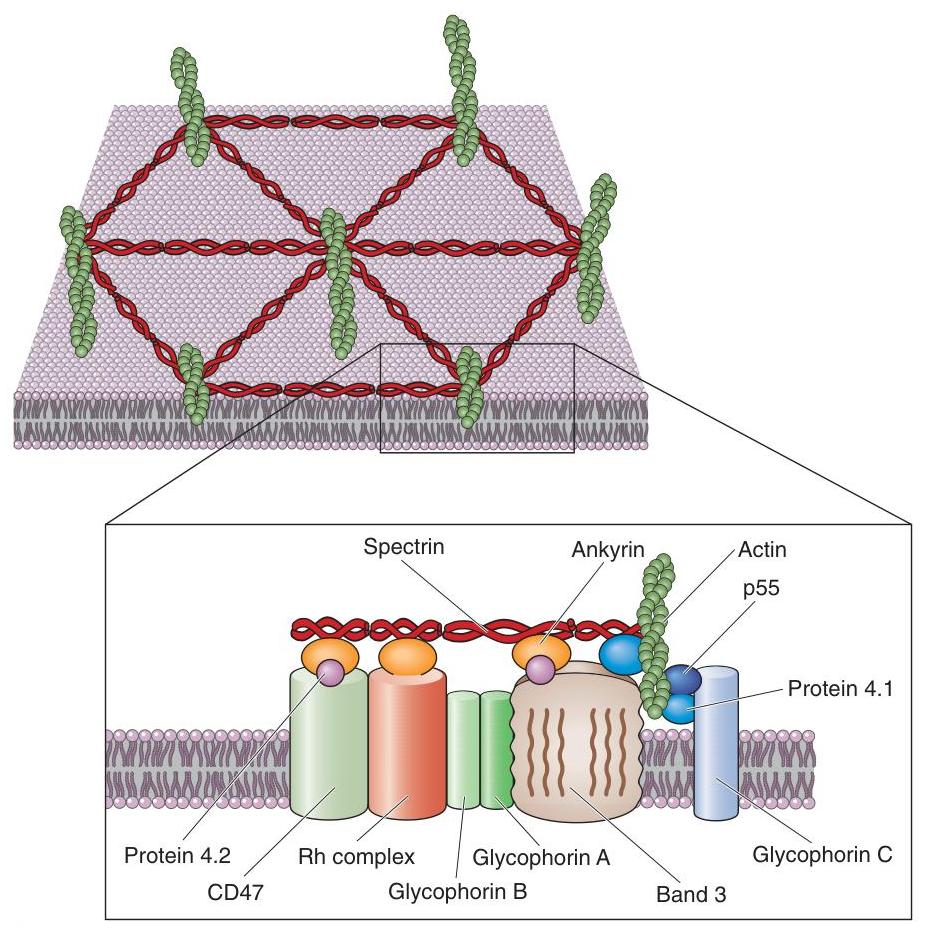 Spectrin
Ankyrin
Actin
p55
Protein 4.1
Protein 4.2
Rh complex
Glycophorin A
Glycophorin C
CD47
Glycophorin B
Band 3